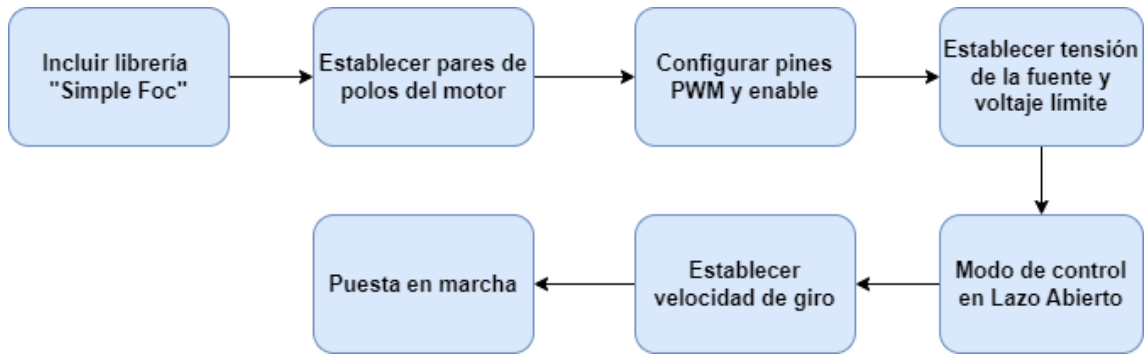 Incluir librería
"Simple Foc"
Establecer pares de
polos del motor
Configurar pines
PWM y enable
Establecer tensión
de la fuente y
voltaje límite
Modo de control
en Lazo Abierto
Establecer
velocidad de giro
Puesta en marcha